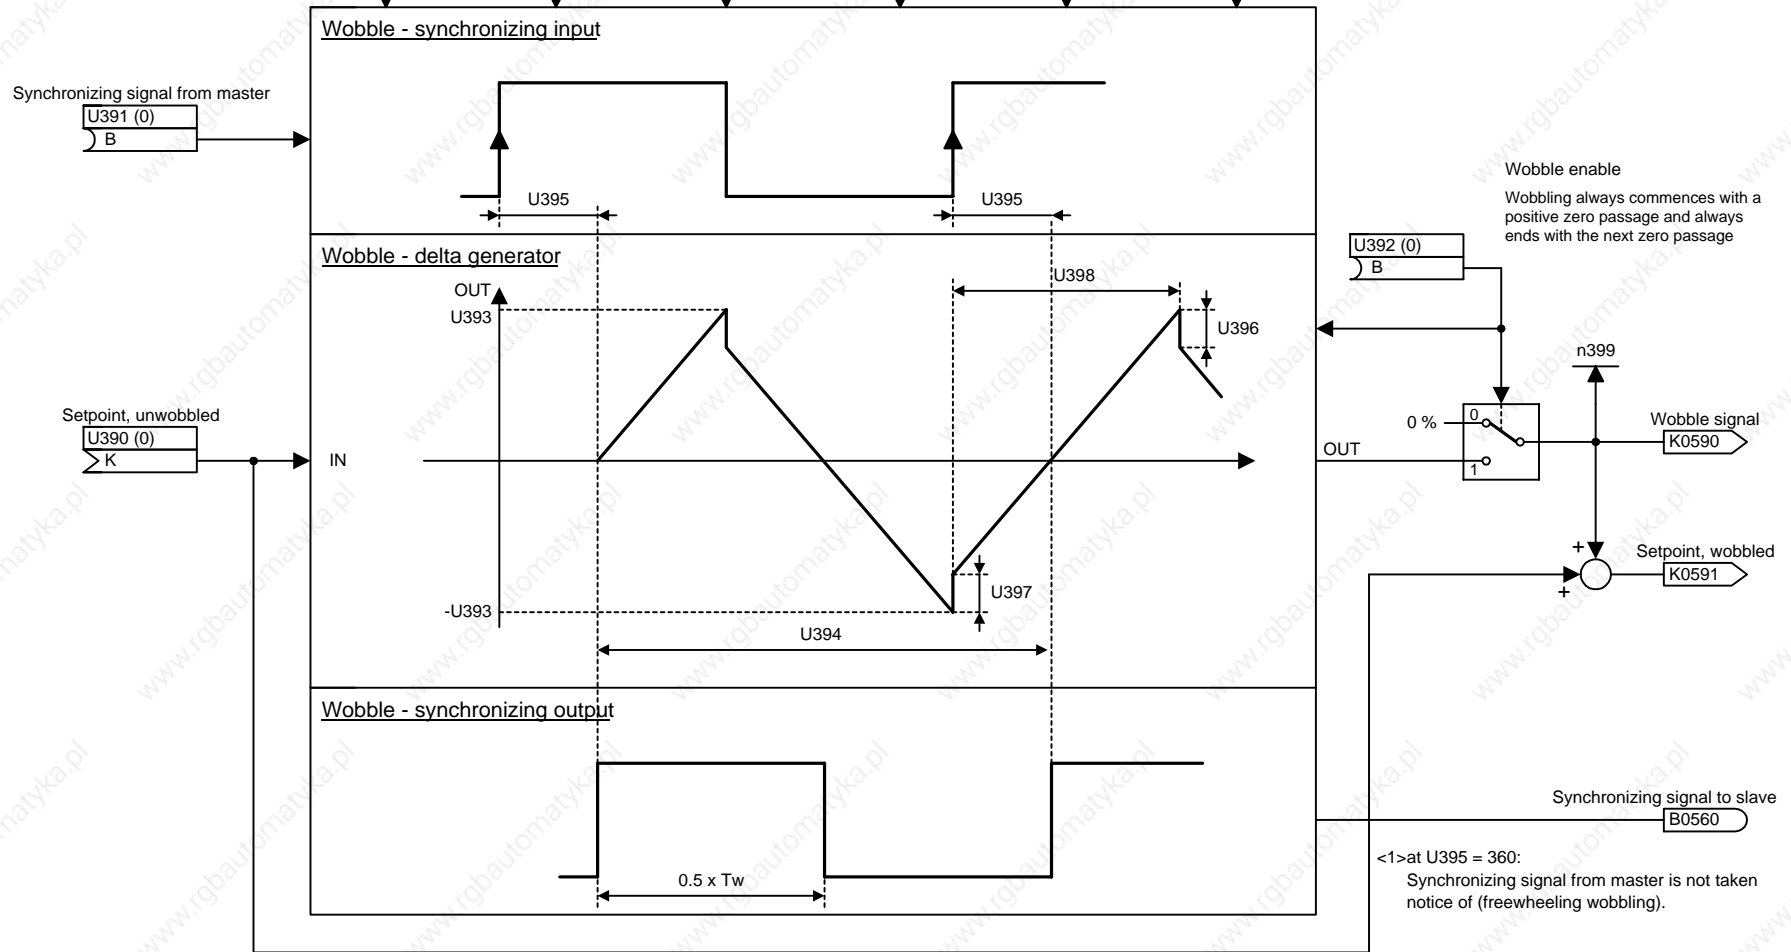 Wobble - synchronizing input
Synchronizing signal from master
U391 (0)
B
U395
U395
Wobble enable
Wobbling always commences with a
positive zero passage and always
ends with the next zero passage
U392 (0)
B
Wobble - delta generator
OUT
U393
U398
U396
n399
Setpoint, unwobbled
U390 (0)
K
IN
0 %
0
1
OUT
Wobble signal
K0590
+
+
Setpoint, wobbled
K0591
U397
-U393
U394
Wobble - synchronizing output
0.5 x Tw
Synchronizing signal to slave
B0560
<1>at U395 = 360:
Synchronizing signal from master is not taken
notice of (freewheeling wobbling).
www.rgbautomatyka.pl